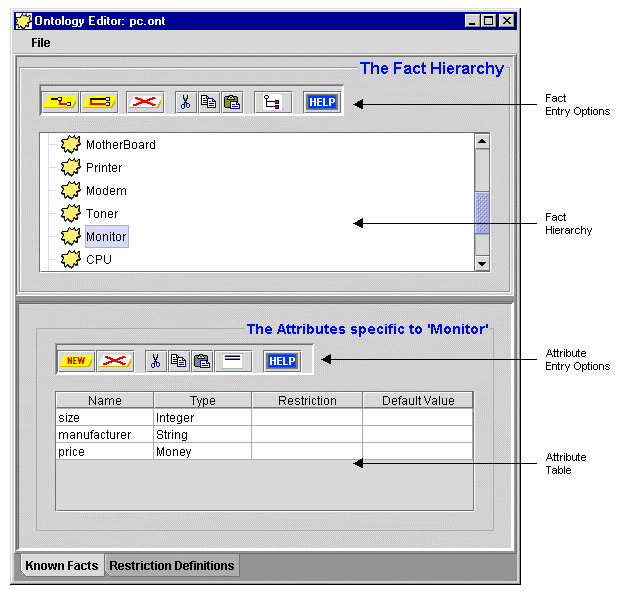 Ontology Editor: pc.ont
File
The Fact Hierarchy
HELP
Fact
Entry Options
MotherBoard
Printer
Modem
Toner
Monitor
CPU
Fact
Hierarchy
The Attributes specific to 'Monitor'
NEW
HELP
Attribute
Entry Options
Name Type Restriction Default Value
size Integer
manufacturer String
price Money
Attribute
Table
Known Facts Restriction Definitions